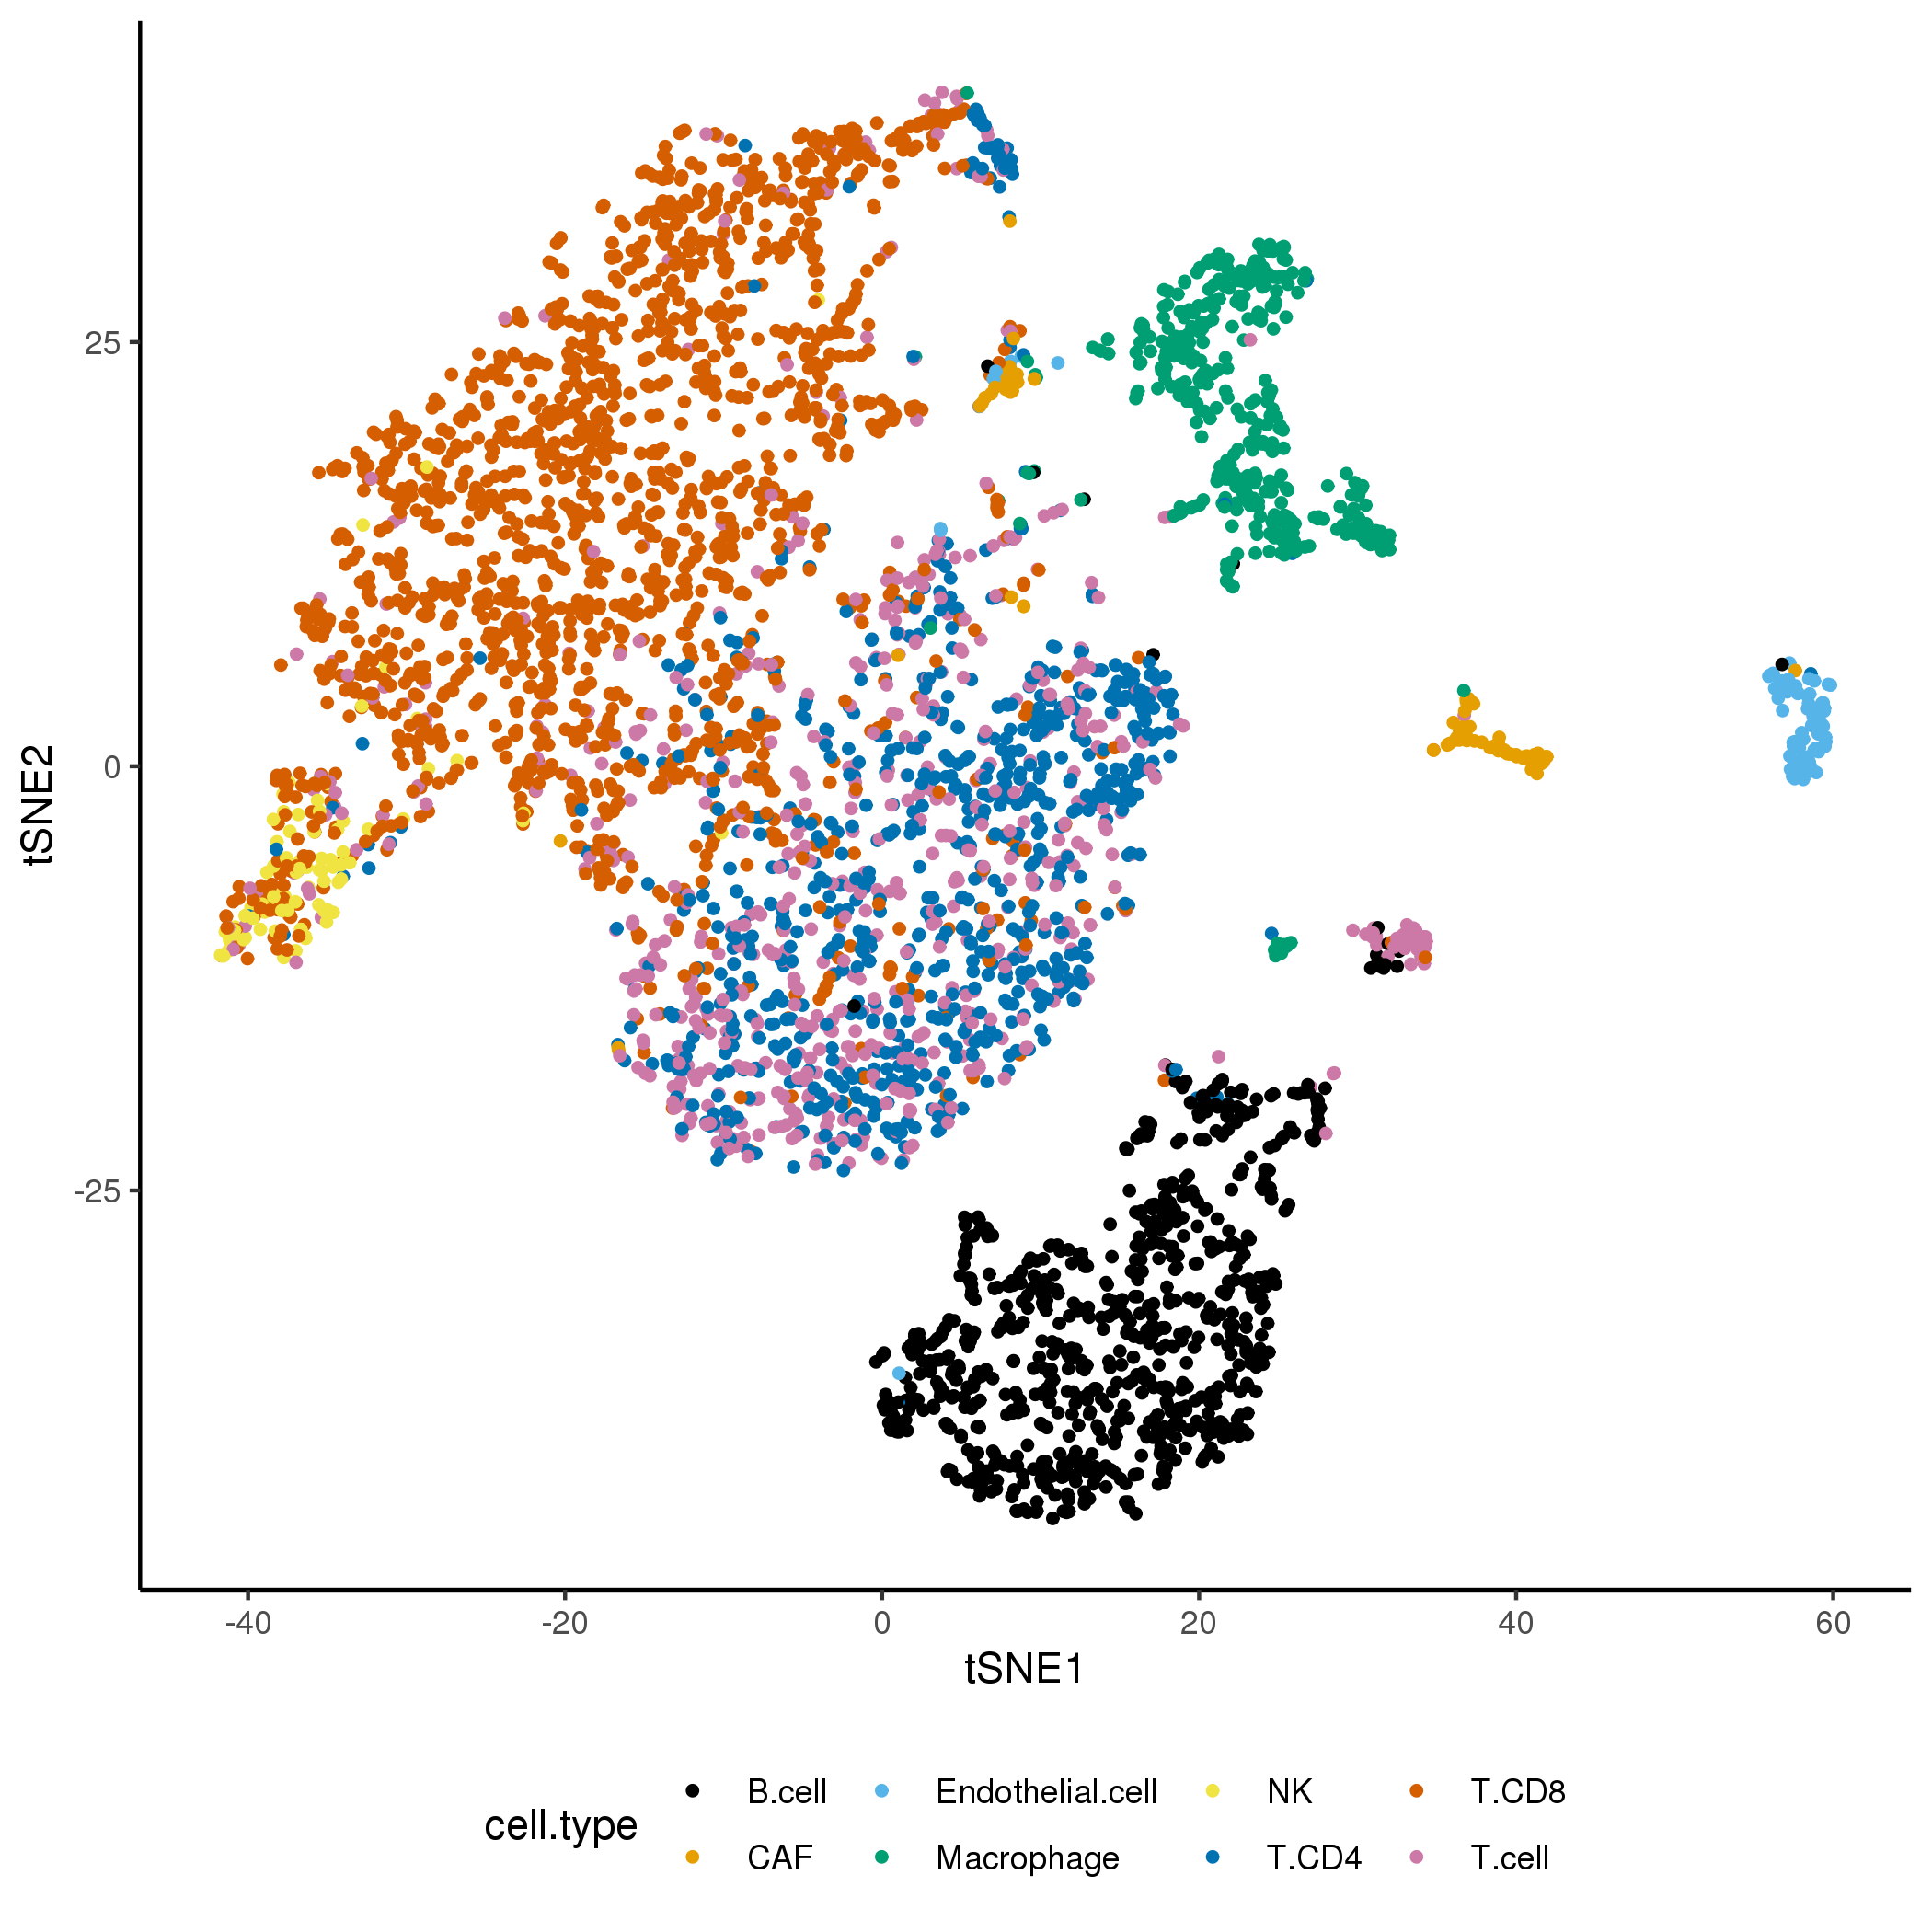 tSNE2
25
0
-25
-40 -20 0 20 40 60
tSNE1
cell.type
B.cell Endothelial.cell NK T.CD8
CAF Macrophage T.CD4 T.cell